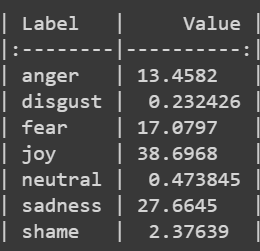 | Label    |     Value |
|:--------|----------:|
| anger    | 13.4582   |
| disgust  |  0.232426 |
| fear     | 17.0797   |
| joy      | 38.6968   |
| neutral  |  0.473845 |
| sadness  | 27.6645   |
| shame    |  2.37639  |